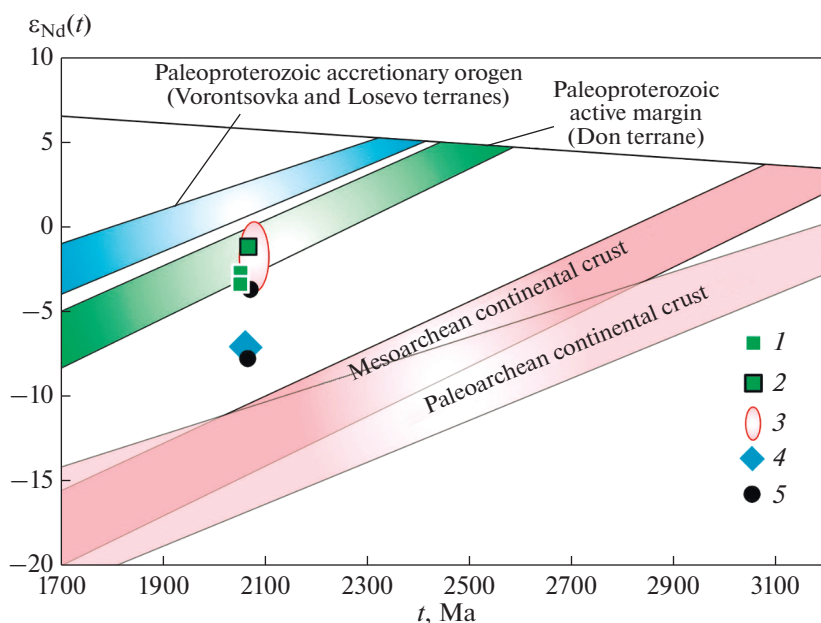 εNd(t)
10
Paleoproterozoic accretionary orogen
(Vorontsovka and Losevo terranes)
Paleoproterozoic
active margin
(Don terrane)
5
0
−5
−10
−15
−20
Mesoarchean continental crust
Paleoarchean continental crust
1
2
3
4
5
1700
1900
2100
2300
2500
2700
2900
3100
t, Ma